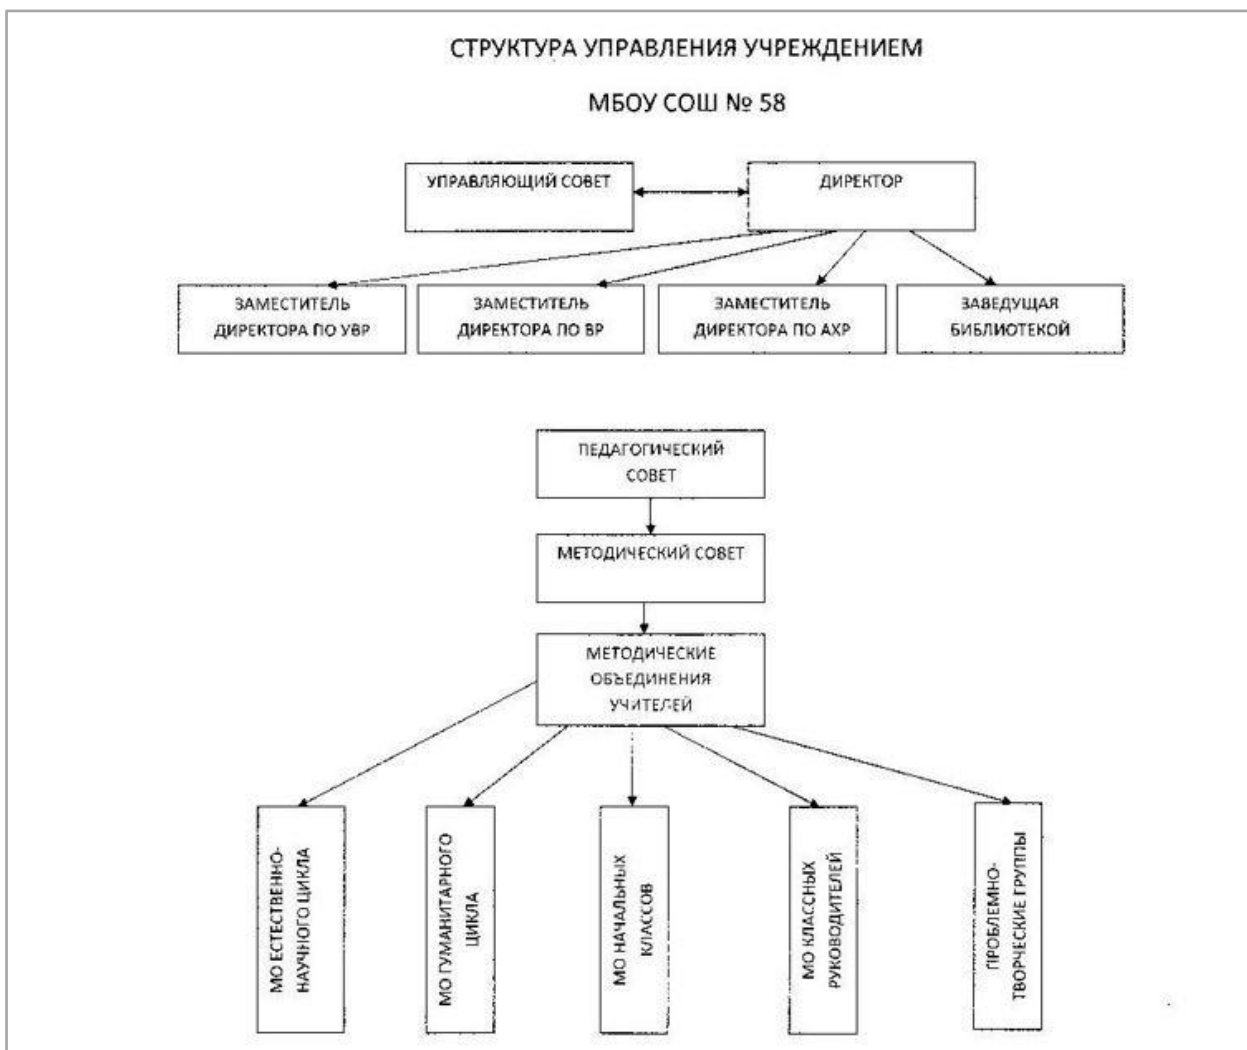 СТРУКТУРА УПРАВЛЕНИЯ УЧРЕЖДЕНИЕМ
МБОУ СОШ № 58
УПРАВЛЯЮЩИЙ СОВЕТ
ДИРЕКТОР
ЗАМЕСТИТЕЛЬ
ДИРЕКТОРА ПО УВР
ЗАМЕСТИТЕЛЬ
ДИРЕКТОРА ПО ВР
ЗАМЕСТИТЕЛЬ
ДИРЕКТОРА ПО АХР
ЗАВЕДУЩАЯ
БИБЛИОТЕКОЙ
ПЕДАГОГИЧЕСКИЙ
СОВЕТ
МЕТОДИЧЕСКИЙ СОВЕТ
МЕТОДИЧЕСКИЕ
ОБЪЕДИНЕНИЯ
УЧИТЕЛЕЙ
МО ЕСТЕСТВЕННО-
НАУЧНОГО ЦИКЛА
МО ГУМАНИТАРНОГО
ЦИКЛА
МО НАЧАЛЬНЫХ
КЛАССОВ
МО КЛАССНЫХ
РУКОВОДИТЕЛЕЙ
ПРОБЛЕМНО-
ТВОРЧЕСКИЕ ГРУППЫ